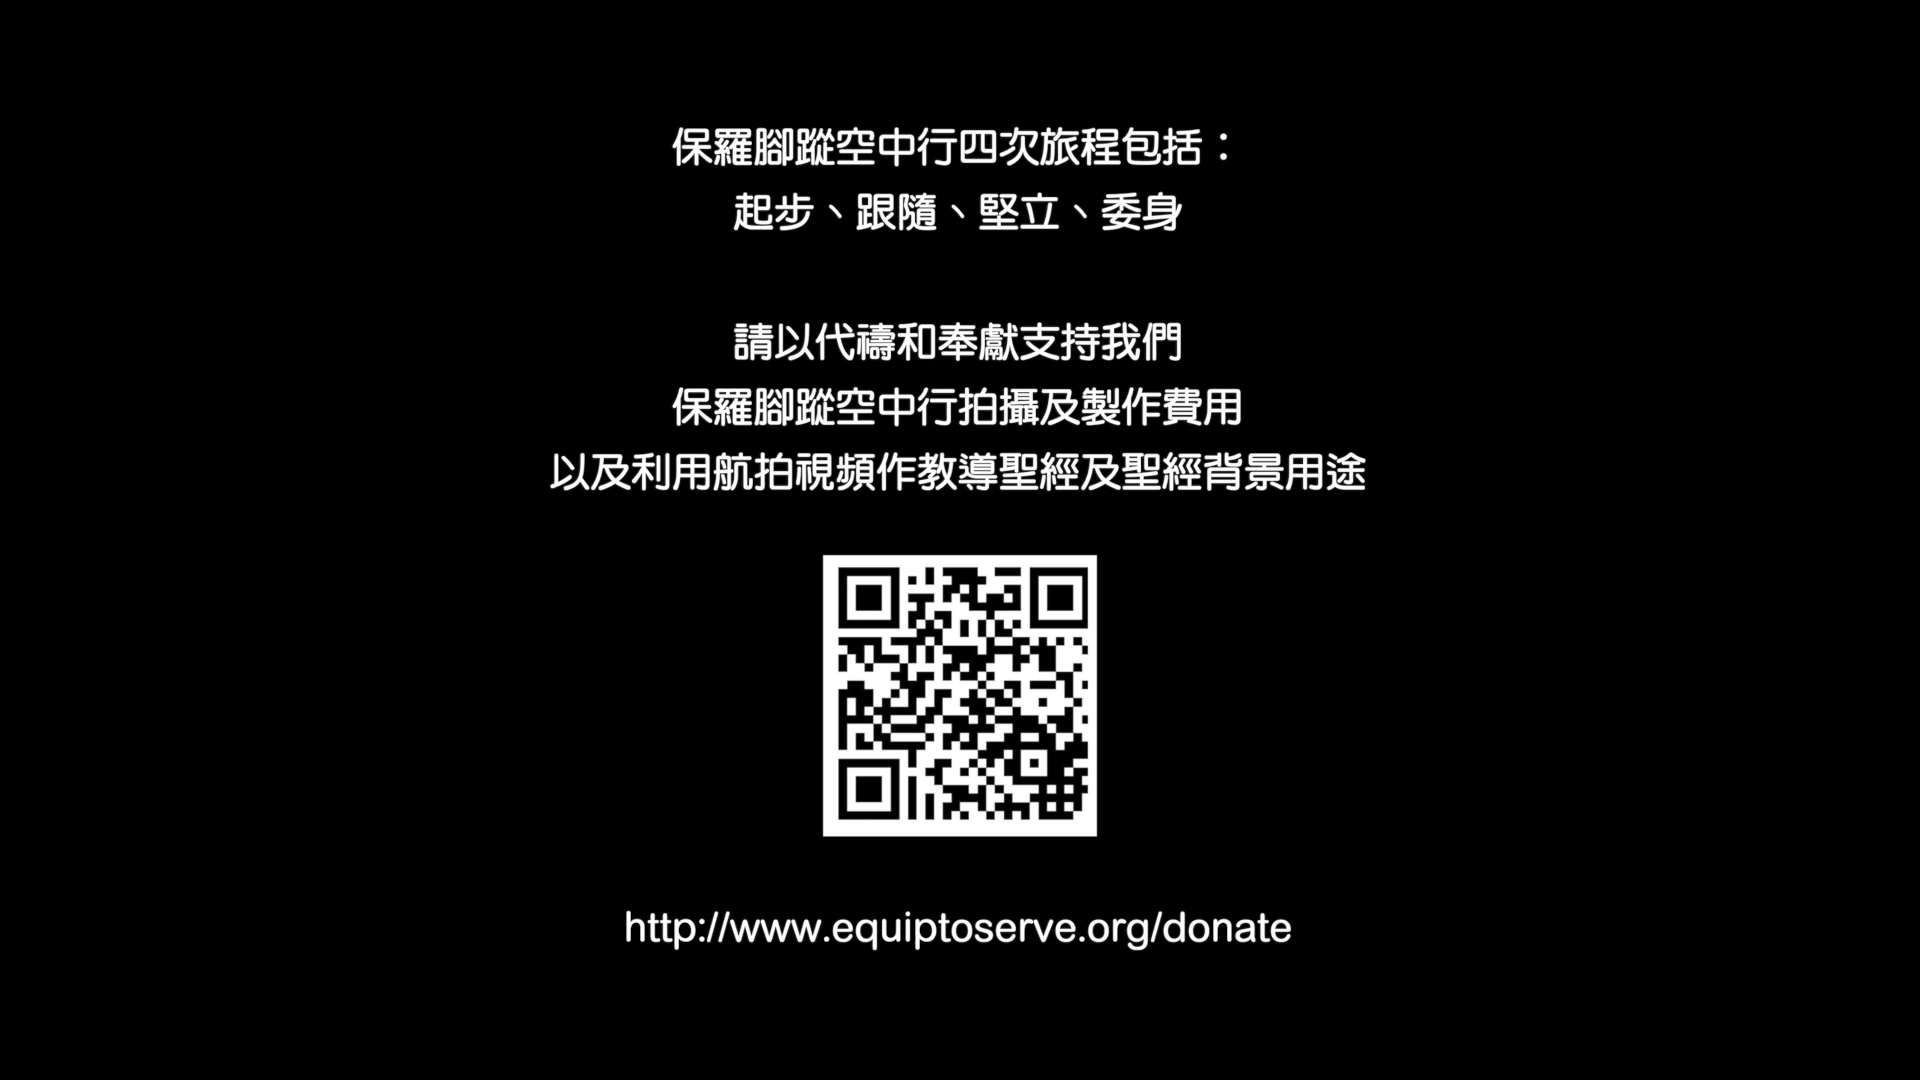 保羅腳蹤空中行四次旅程包括：
起步、跟隨、堅立、委身
請以代禱和奉獻支持我們
保羅腳蹤空中行拍攝及製作費用
以及利用航拍視頻作教導聖經及聖經背景用途
http://www.equiptoserve.org/donate